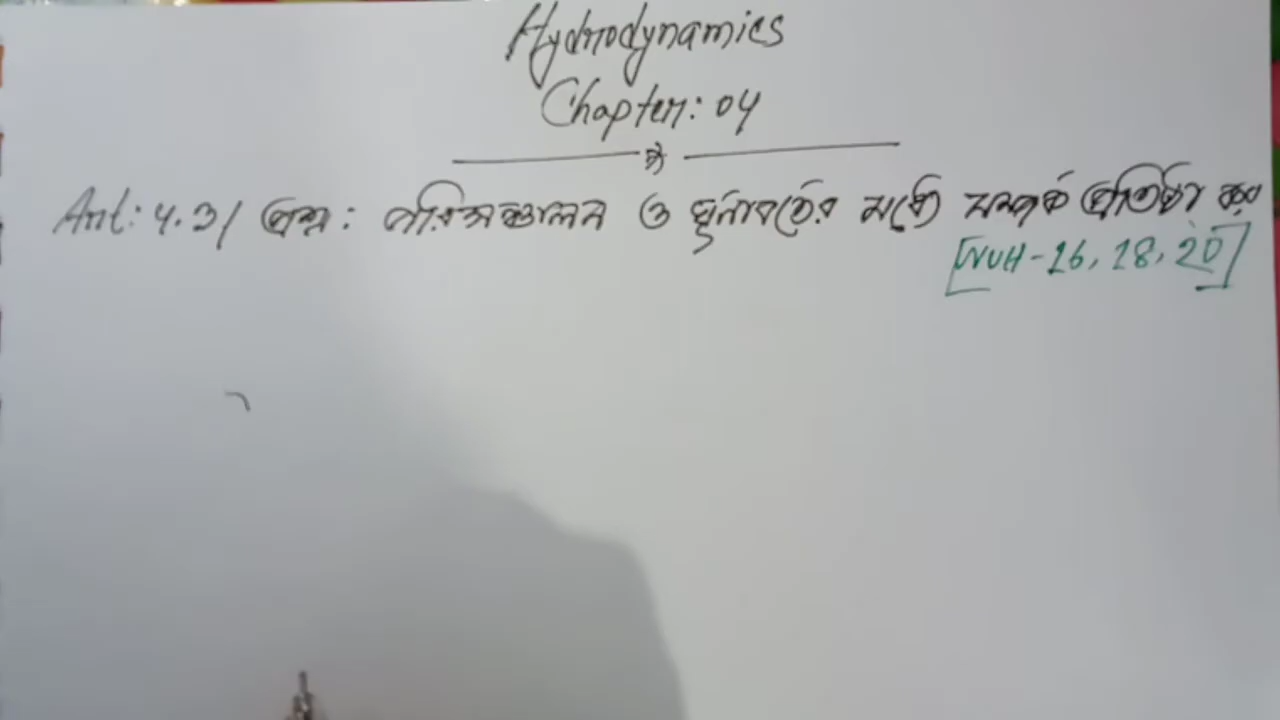 Hydrodynamics
Chapter: 04
Art: 4.3/ প্রশ্ন: পরিসঞ্চালন ও ঘূর্ণাবর্তের মধ্যে সম্পর্ক প্রতিষ্ঠা কর
[NUH-16, 18, 20]